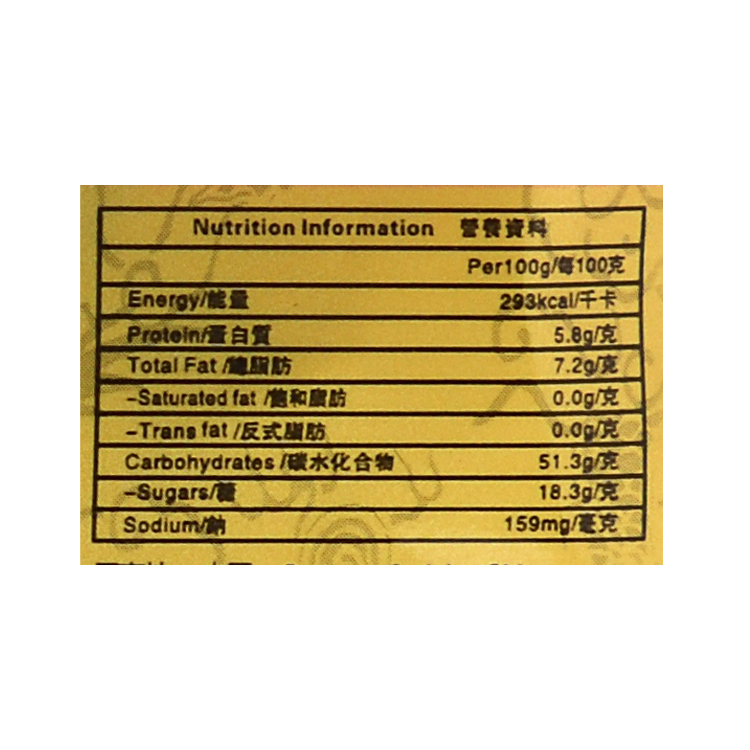 Nutrition Information 營養資料
Per100g/每100克
Energy/能量 293kcal/千卡
Protein/蛋白質 5.8g/克
Total Fat /總脂肪 7.2g/克
-Saturated fat /飽和脂肪 0.0g/克
-Trans fat /反式脂肪 0.0g/克
Carbohydrates /碳水化合物 51.3g/克
-Sugars/糖 18.3g/克
Sodium/鈉 159mg/毫克